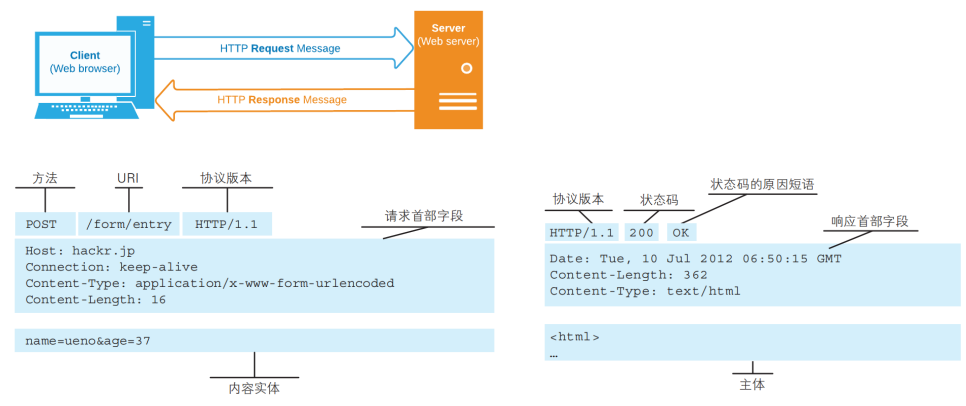 Client
(Web browser)
HTTP Request Message
HTTP Response Message
Server
(Web server)
方法
URI
协议版本
POST
/form/entry
HTTP/1.1
请求首部字段
Host: hackr.jp
Connection: keep-alive
Content-Type: application/x-www-form-urlencoded
Content-Length: 16
name=ueno&age=37
内容实体
协议版本
状态码
状态码的原因短语
HTTP/1.1
200
OK
响应首部字段
Date: Tue, 10 Jul 2012 06:50:15 GMT
Content-Length: 362
Content-Type: text/html
<html>
…
主体